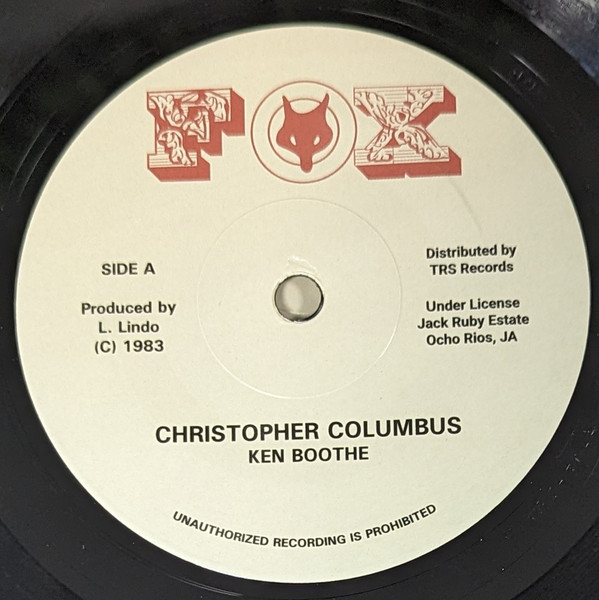 FOX
SIDE A
Produced by
L. Lindo
(C) 1983
Distributed by
TRS Records
Under License
Jack Ruby Estate
Ocho Rios, JA
CHRISTOPHER COLUMBUS
KEN BOOTHE
UNAUTHORIZED RECORDING IS PROHIBITED